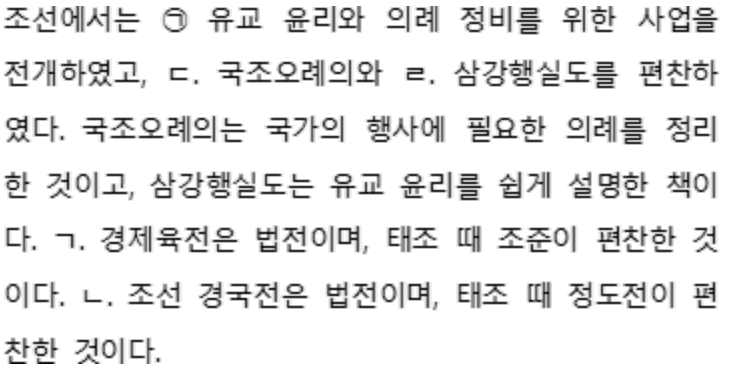 조선에서는 ㉠ 유교 윤리와 의례 정비를 위한 사업을
전개하였고, ㄷ. 국조오례의와 ㄹ. 삼강행실도를 편찬하
였다. 국조오례의는 국가의 행사에 필요한 의례를 정리
한 것이고, 삼강행실도는 유교 윤리를 쉽게 설명한 책이
다. ㄱ. 경제육전은 법전이며, 태조 때 조준이 편찬한 것
이다. ㄴ. 조선 경국전은 법전이며, 태조 때 정도전이 편
찬한 것이다.